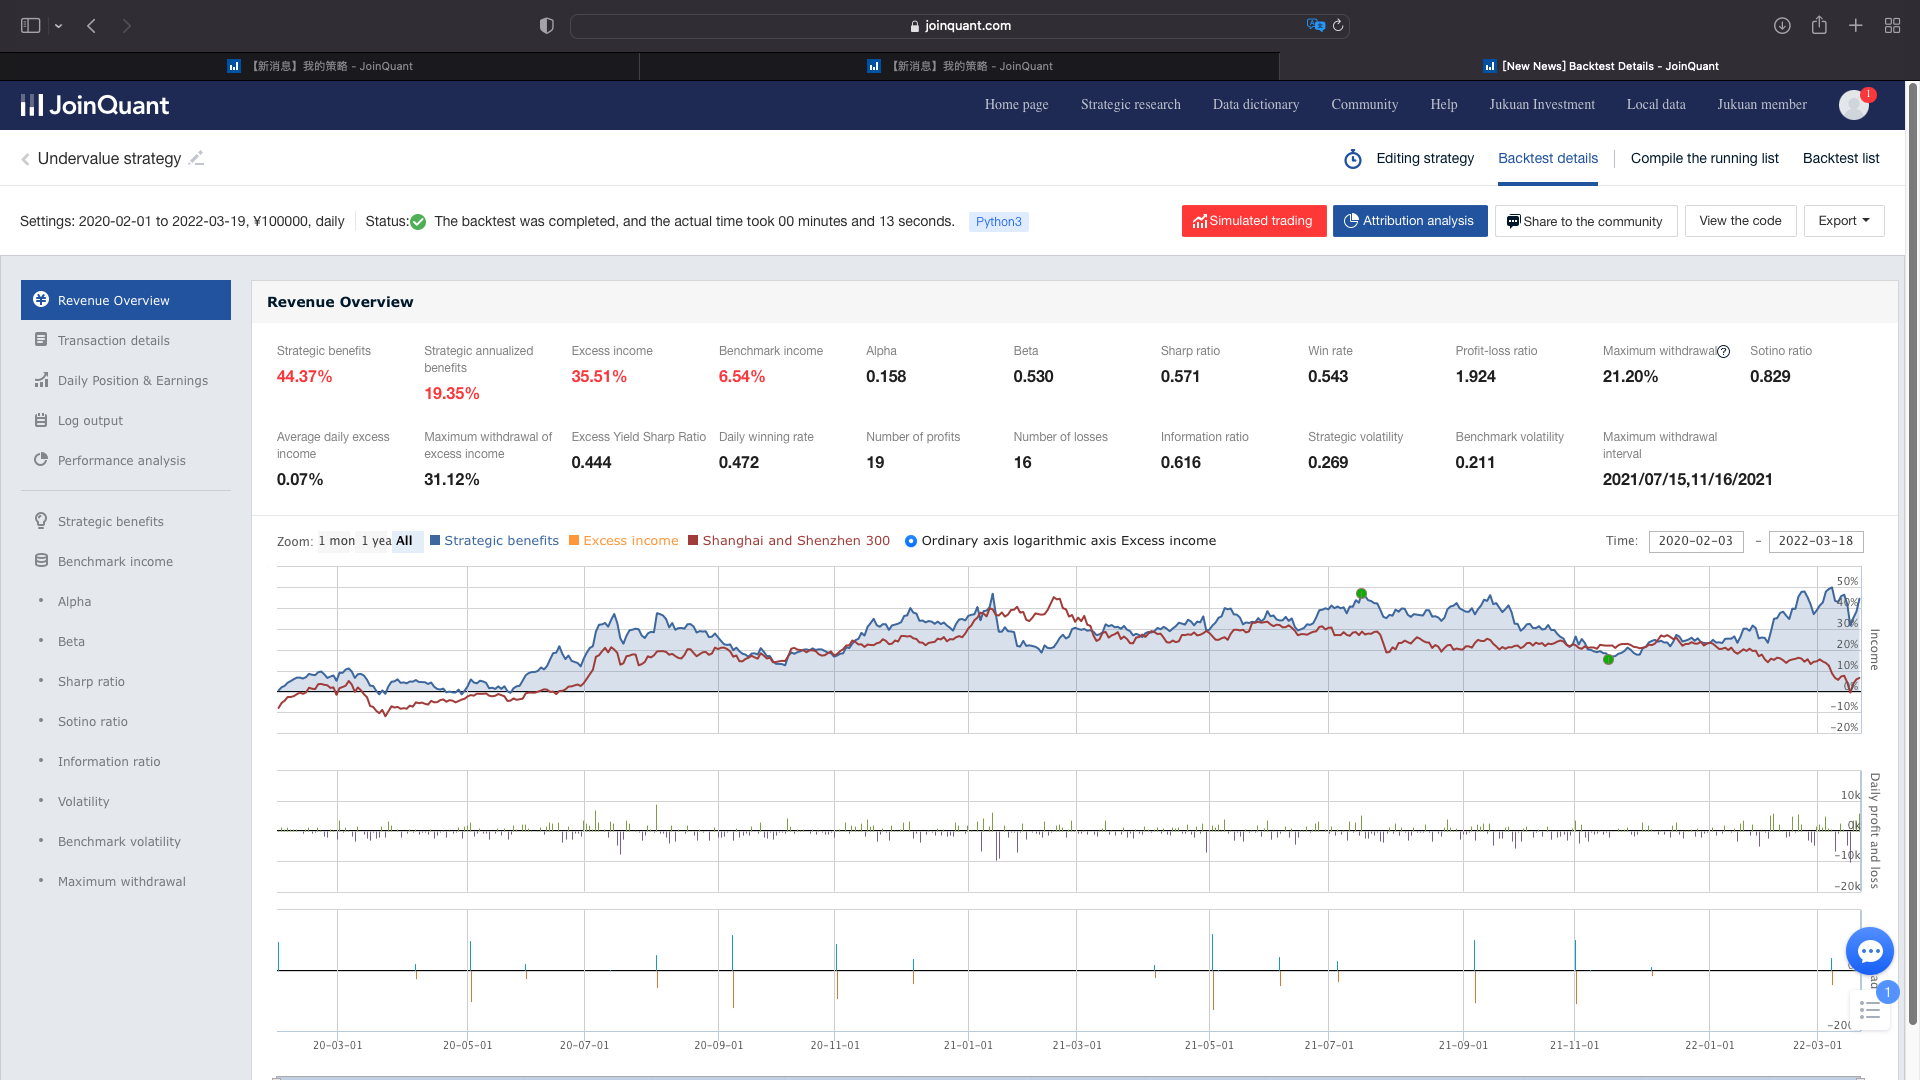 joinquant.com
【新消息】我的策略 - JoinQuant
【新消息】我的策略 - JoinQuant
[New News] Backtest Details - JoinQuant
JoinQuant
Home page Strategic research Data dictionary Community Help Jukuan Investment Local data Jukuan member 1
Undervalue strategy
Editing strategy Backtest details Compile the running list Backtest list
Settings: 2020-02-01 to 2022-03-19, ¥100000, daily Status: The backtest was completed, and the actual time took 00 minutes and 13 seconds. Python3
Simulated trading Attribution analysis Share to the community View the code Export
Revenue Overview
Transaction details
Daily Position & Earnings
Log output
Performance analysis
Strategic benefits
Benchmark income
Alpha
Beta
Sharp ratio
Sotino ratio
Information ratio
Volatility
Benchmark volatility
Maximum withdrawal
Revenue Overview
Strategic benefits
44.37%
Strategic annualized
benefits
19.35%
Excess income
35.51%
Benchmark income
6.54%
Alpha
0.158
Beta
0.530
Sharp ratio
0.571
Win rate
0.543
Profit-loss ratio
1.924
Maximum withdrawal ?
21.20%
Sotino ratio
0.829
Average daily excess
income
0.07%
Maximum withdrawal of
excess income
31.12%
Excess Yield Sharp Ratio
0.444
Daily winning rate
0.472
Number of profits
19
Number of losses
16
Information ratio
0.616
Strategic volatility
0.269
Benchmark volatility
0.211
Maximum withdrawal
interval
2021/07/15,11/16/2021
Zoom: 1 mon 1 yea All Strategic benefits Excess income Shanghai and Shenzhen 300 Ordinary axis logarithmic axis Excess income
Time: 2020-02-03 - 2022-03-18
50%
40%
30%
20%
10%
0%
-10%
-20%
Income
10k
0k
-10k
-20k
Daily profit and loss
1
20-03-01 20-05-01 20-07-01 20-09-01 20-11-01 21-01-01 21-03-01 21-05-01 21-07-01 21-09-01 21-11-01 22-01-01 22-03-01